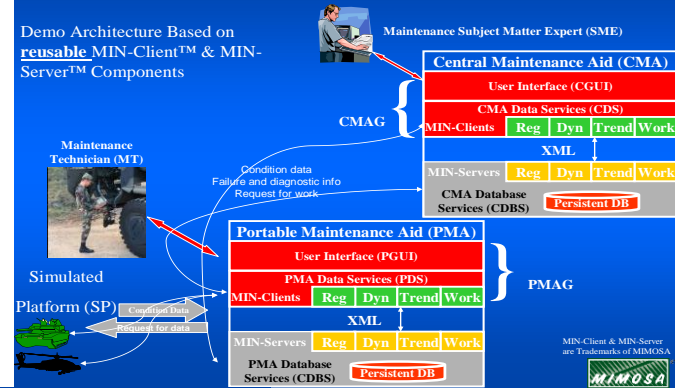 Demo Architecture Based on
reusable MIN-Client™ & MIN-
Server™ Components
Maintenance Subject Matter Expert (SME)
Central Maintenance Aid (CMA)
User Interface (CGUI)
CMA Data Services (CDS)
MIN-Clients Reg Dyn Trend Work
XML
MIN-Servers Reg Dyn Trend Work
CMA Database
Services (CDBS)
Persistent DB
CMAG
Maintenance
Technician (MT)
Condition data
Failure and diagnostic info
Request for work
Portable Maintenance Aid (PMA)
User Interface (PGUI)
PMA Data Services (PDS)
MIN-Clients Reg Dyn Trend Work
XML
MIN-Servers Reg Dyn Trend Work
PMA Database
Services (CDBS)
Persistent DB
PMAG
Simulated
Platform (SP)
Condition Data
Request for data
MIN-Client & MIN-Server
are Trademarks of MIMOSA
MIMOSA